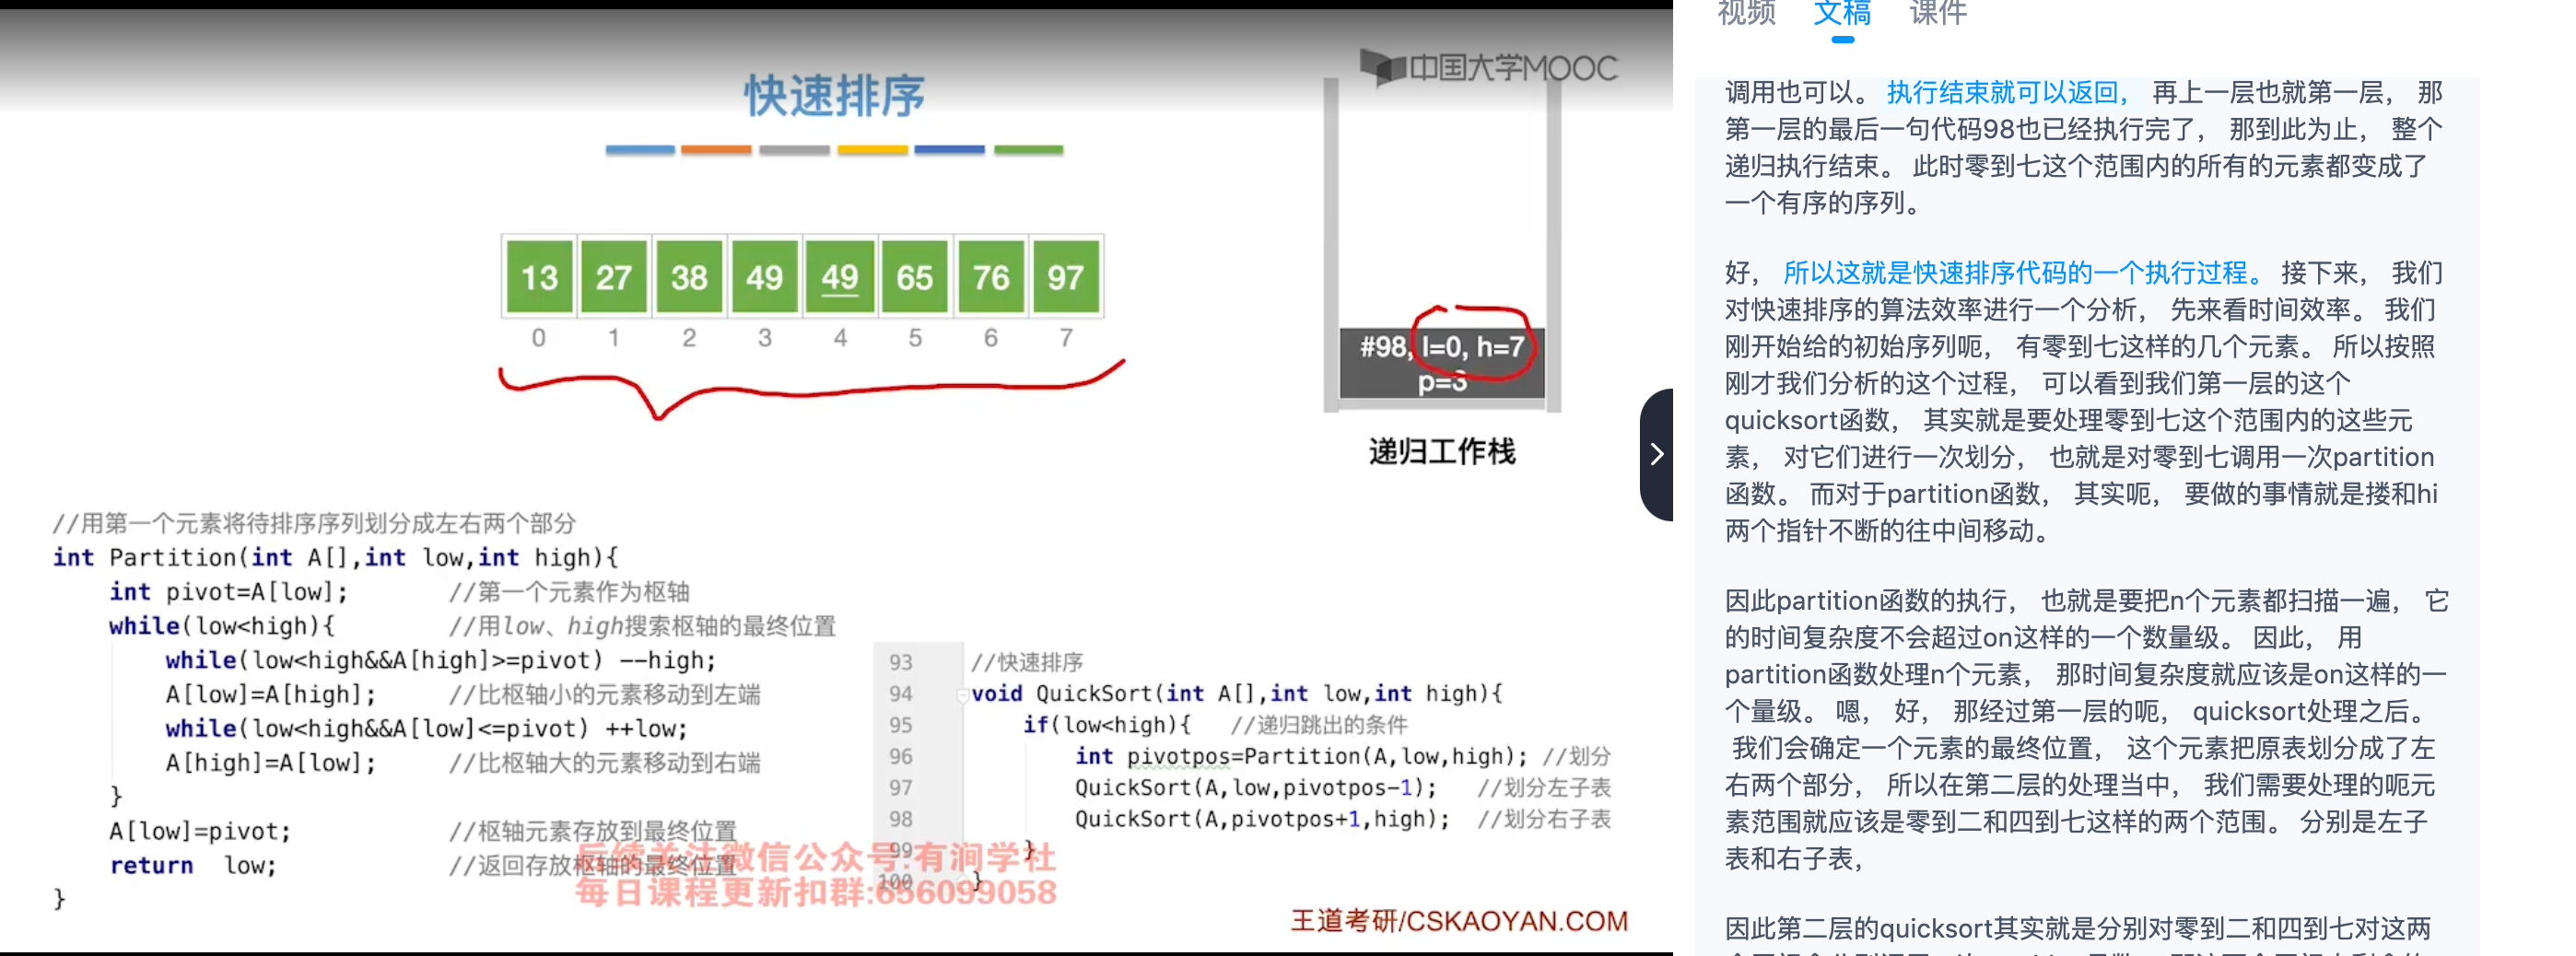 中国大学MOOC
快速排序
13 27 38 49 49 65 76 97
0 1 2 3 4 5 6 7
#98, l=0, h=7
p=3
递归工作栈
//用第一个元素将待排序序列划分成左右两个部分
int Partition(int A[],int low,int high){
int pivot=A[low]; //第一个元素作为枢轴
while(low<high){ //用low、high搜索枢轴的最终位置
while(low<high&&A[high]>=pivot) --high;
A[low]=A[high]; //比枢轴小的元素移动到左端
while(low<high&&A[low]<=pivot) ++low;
A[high]=A[low]; //比枢轴大的元素移动到右端
}
A[low]=pivot; //枢轴元素存放到最终位置
return low; //返回存放枢轴的最终位置
}
93 //快速排序
94 void QuickSort(int A[],int low,int high){
95 if(low<high){ //递归跳出的条件
96 int pivotpos=Partition(A,low,high); //划分
97 QuickSort(A,low,pivotpos-1); //划分左子表
98 QuickSort(A,pivotpos+1,high); //划分右子表
99 }
100 }
后续关注微信公众号:有润学社
每日课程更新扣群:656099058
王道考研/CSKAOYAN.COM
视频 文稿 课件
调用也可以。 执行结束就可以返回, 再上一层也就第一层, 那
第一层的最后一句代码98也已经执行完了, 那到此为止, 整个
递归执行结束。 此时零到七这个范围内的所有的元素都变成了
一个有序的序列。
好, 所以这就是快速排序代码的一个执行过程。 接下来, 我们
对快速排序的算法效率进行一个分析, 先来看时间效率。 我们
刚开始给的初始序列呃, 有零到七这样的几个元素。 所以按照
刚才我们分析的这个过程, 可以看到我们第一层的这个
quicksort函数, 其实就是要处理零到七这个范围内的这些元
素, 对它们进行一次划分, 也就是对零到七调用一次partition
函数。 而对于partition函数, 其实呃, 要做的事情就是搂和hi
两个指针不断的往中间移动。
因此partition函数的执行, 也就是要把n个元素都扫描一遍, 它
的时间复杂度不会超过on这样的一个数量级。 因此, 用
partition函数处理n个元素, 那时间复杂度就应该是on这样的一
个量级。 嗯, 好, 那经过第一层的呃, quicksort处理之后。
我们会确定一个元素的最终位置, 这个元素把原表划分成了左
右两个部分, 所以在第二层的处理当中, 我们需要处理的呃元
素范围就应该是零到二和四到七这样的两个范围。 分别是左子
表和右子表,
因此第二层的quicksort其实就是分别对零到二和四到七对这两